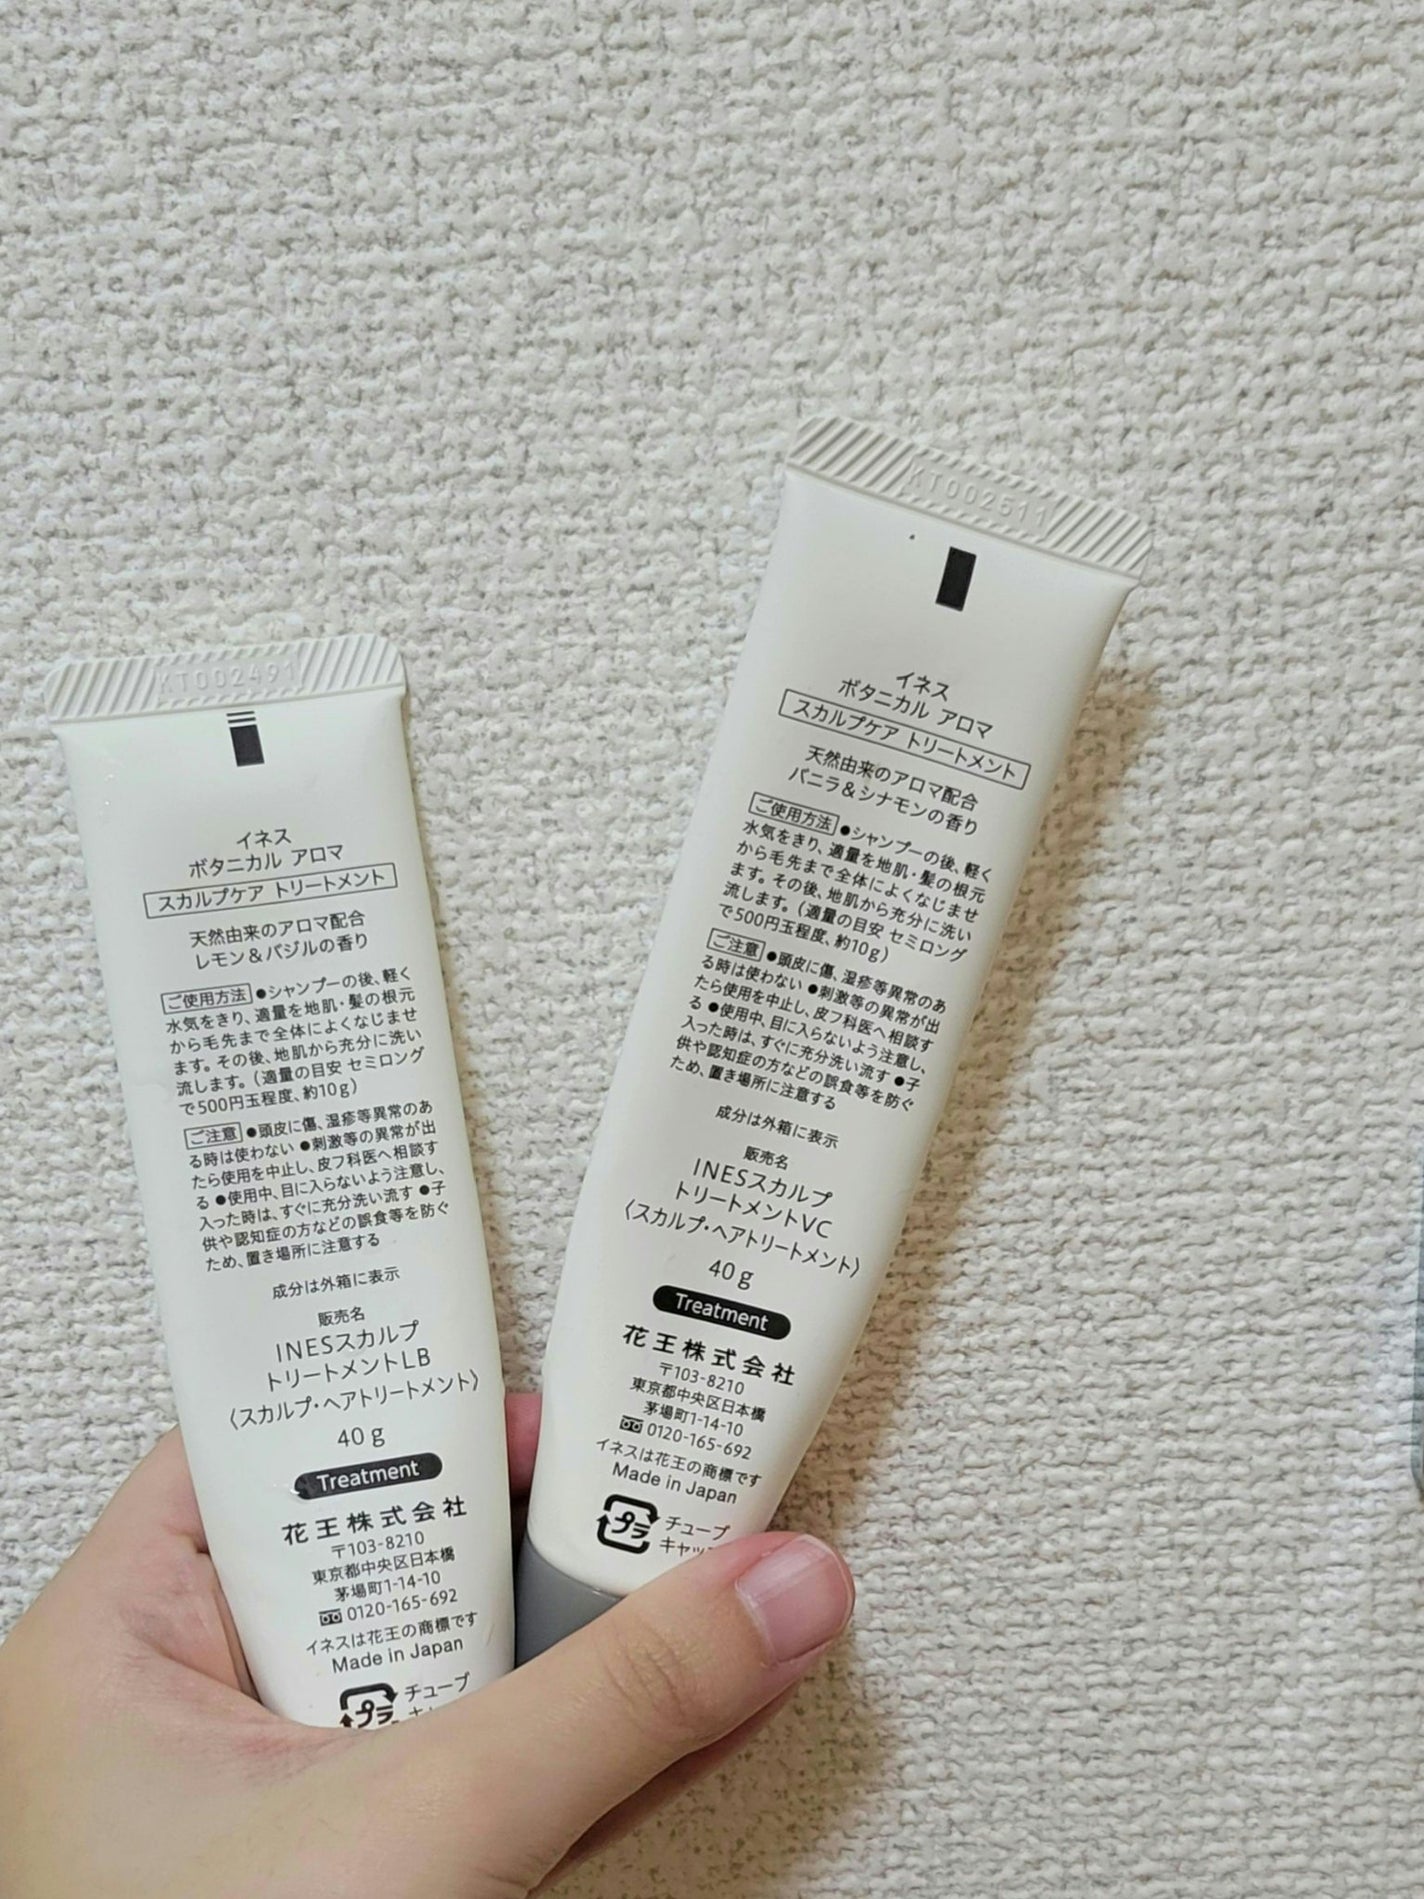 KT002491
イネス
ボタニカル アロマ
スカルプケア トリートメント
天然由来のアロマ配合
レモン&バジルの香り
ご使用方法 ●シャンプーの後、軽く
水気をきり、適量を地肌・髪の根元
から毛先まで全体によくなじませ
ます。その後、地肌から充分に洗い
流します。(適量の目安 セミロング
で500円玉程度、約10g)
ご注意 ●頭皮に傷、湿疹等異常のあ
る時は使わない ●刺激等の異常が出
たら使用を中止し、皮フ科医へ相談す
る ●使用中、目に入らないよう注意し、
入った時は、すぐに充分洗い流す ●子
供や認知症の方などの誤食等を防ぐ
ため、置き場所に注意する
成分は外箱に表示
販売名
INESスカルプ
トリートメントLB
〈スカルプ・ヘアトリートメント〉
40g
Treatment
花王株式会社
〒103-8210
東京都中央区日本橋
茅場町1-14-10
0120-165-692
イネスは花王の商標です
Made in Japan
プラ チューブ
KT002511
イネス
ボタニカル アロマ
スカルプケア トリートメント
天然由来のアロマ配合
バニラ&シナモンの香り
ご使用方法 ●シャンプーの後、軽く
水気をきり、適量を地肌・髪の根元
から毛先まで全体によくなじませ
ます。その後、地肌から充分に洗い
流します。(適量の目安 セミロング
で500円玉程度、約10g)
ご注意 ●頭皮に傷、湿疹等異常のあ
る時は使わない ●刺激等の異常が出
たら使用を中止し、皮フ科医へ相談す
る ●使用中、目に入らないよう注意し、
入った時は、すぐに充分洗い流す ●子
供や認知症の方などの誤食等を防ぐ
ため、置き場所に注意する
成分は外箱に表示
販売名
INESスカルプ
トリートメントVC
〈スカルプ・ヘアトリートメント〉
40g
Treatment
花王株式会社
〒103-8210
東京都中央区日本橋
茅場町1-14-10
0120-165-692
イネスは花王の商標です
Made in Japan
プラ チューブ
キャッ